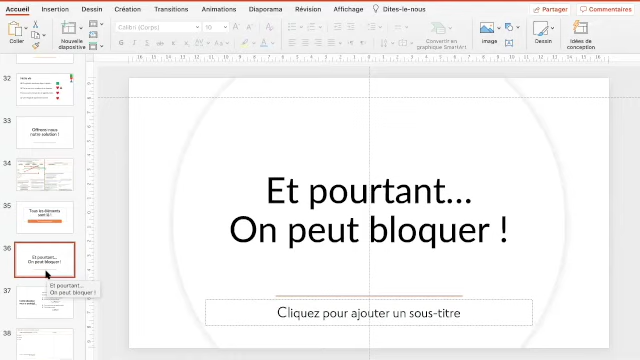 Accueil Insertion Dessin Création Transitions Animations Diaporama Révision Affichage Dites-le-nous Partager Commentaires
Calibri (Corps) 10
Coller
Nouvelle diapositive
Convertir en graphique SmartArt
Image
Dessin
Idées de conception
32
33
Offrons nous
notre solution !
34
35
Tous les éléments
sont là !
36
Et pourtant...
On peut bloquer !
Et pourtant...
On peut bloquer !
37
38
Et pourtant...
On peut bloquer !
Cliquez pour ajouter un sous-titre